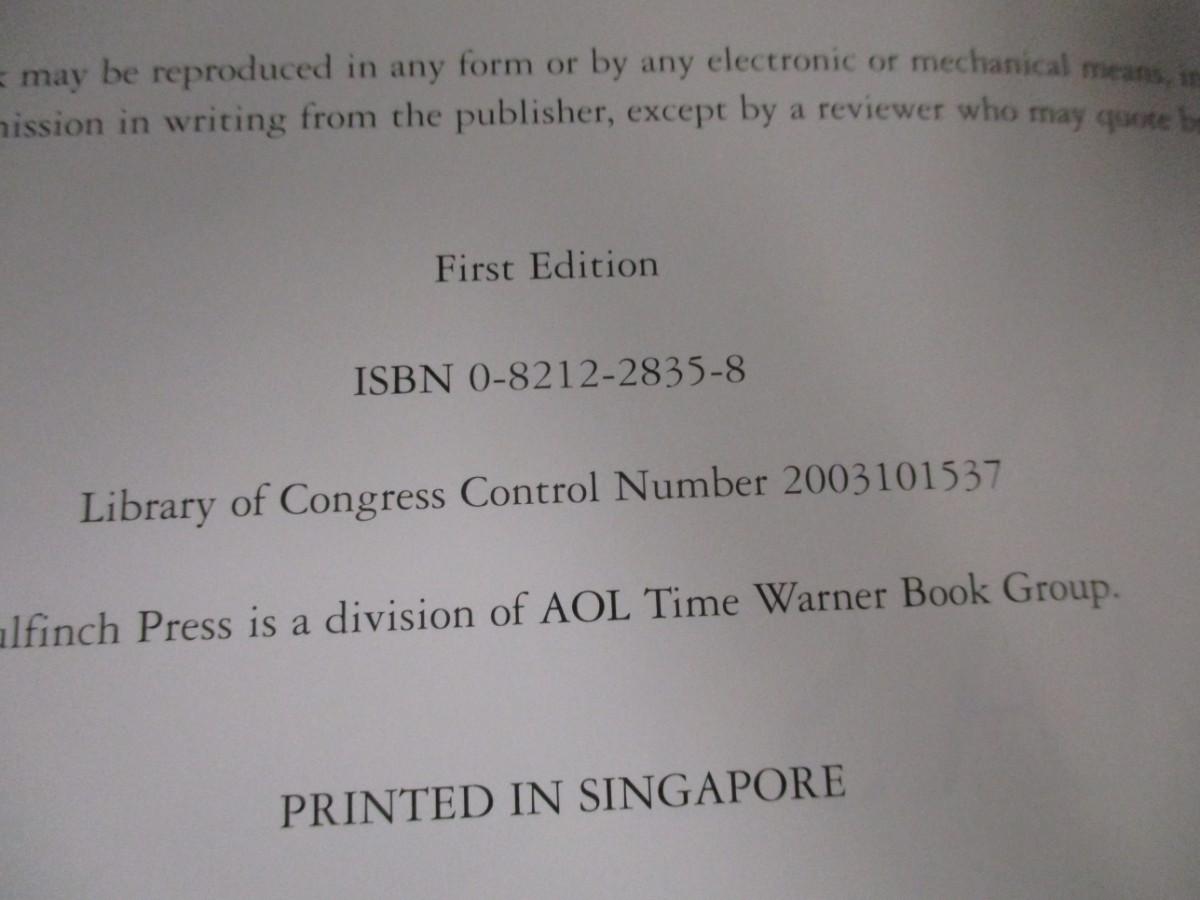 may be reproduced in any form or by any electronic or mechanical means,
in writing from the publisher, except by a reviewer who may quote
First Edition
ISBN 0-8212-2835-8
Library of Congress Control Number 2003101537
Press is a division of AOL Time Warner Book Group.
PRINTED IN SINGAPORE